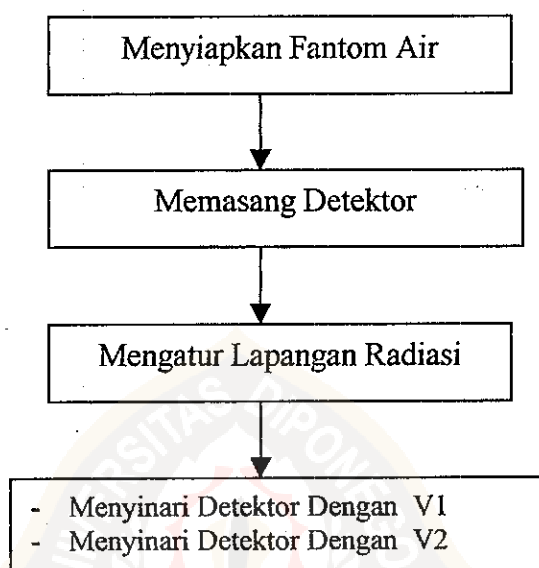 Menyiapkan Fantom Air
Memasang Detektor
Mengatur Lapangan Radiasi
- Menyinari Detektor Dengan V1
- Menyinari Detektor Dengan V2